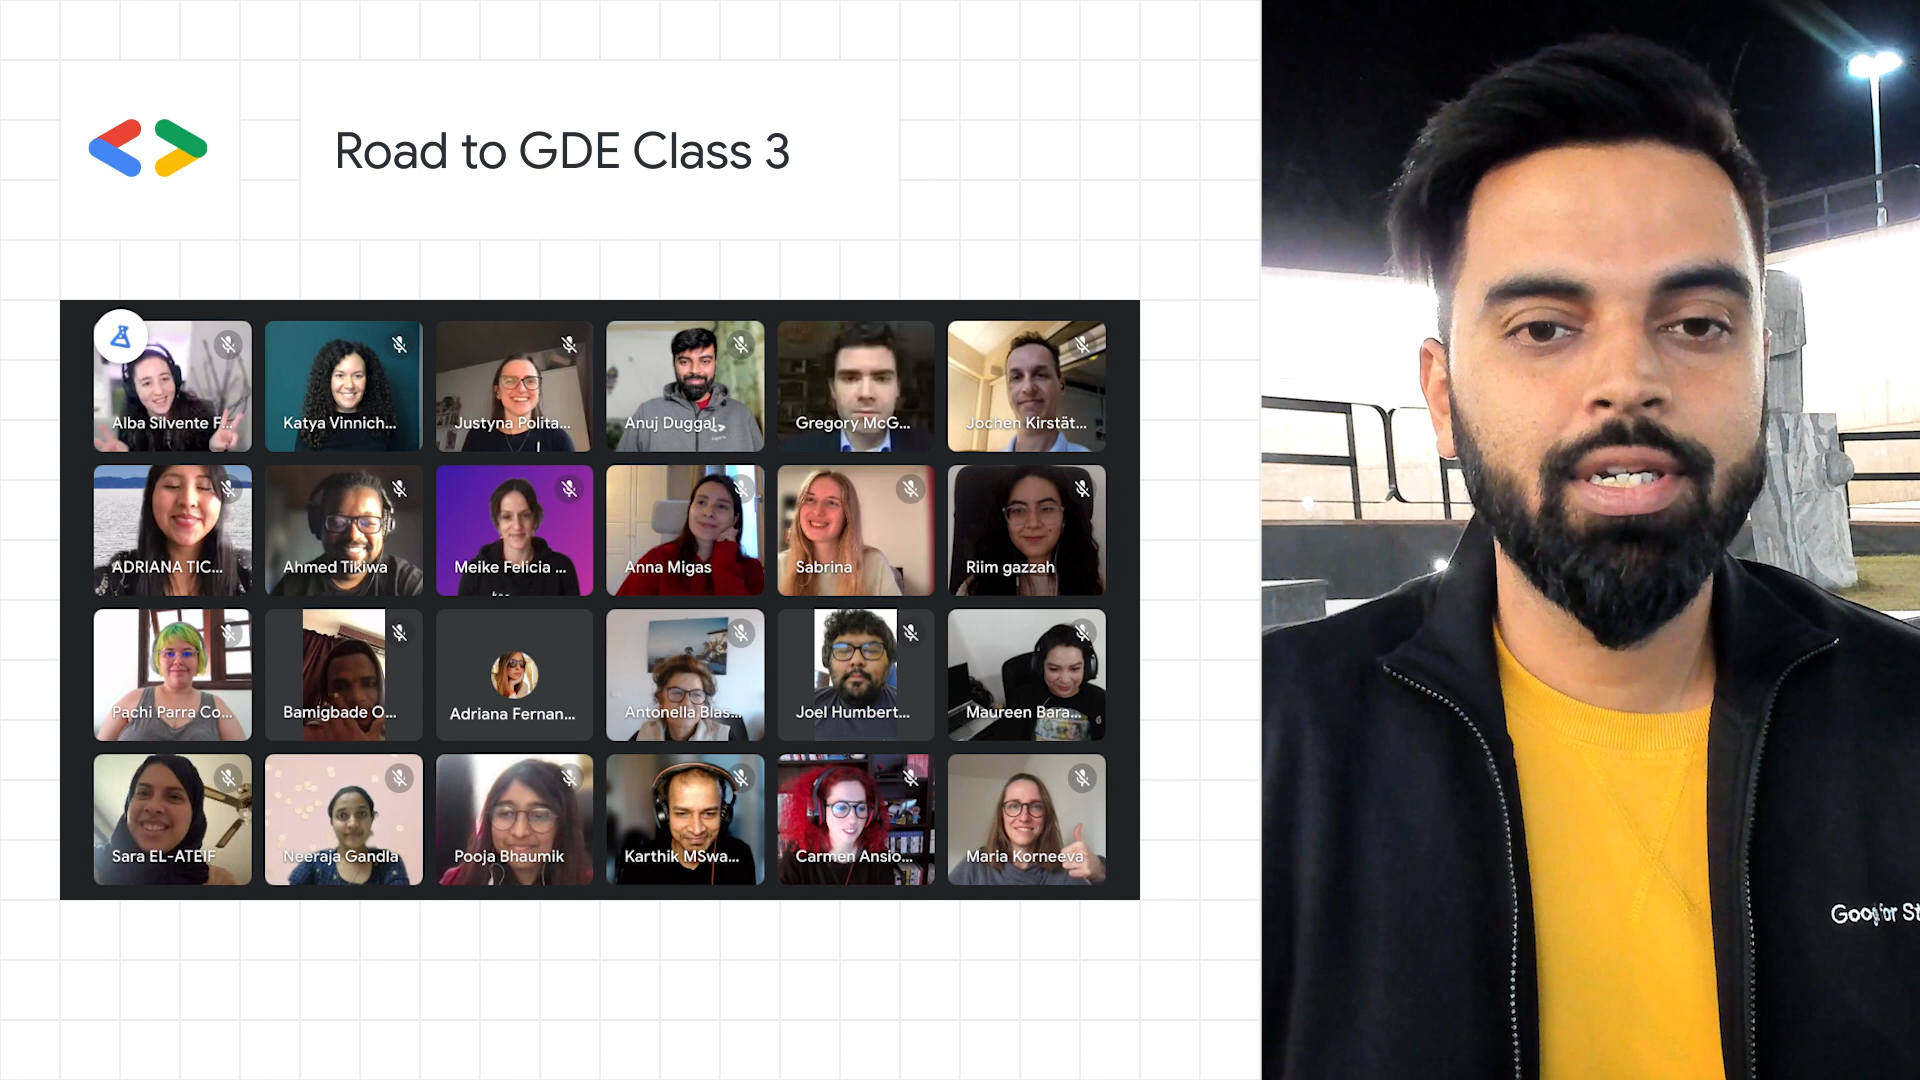 Road to GDE Class 3
Alba Silvente F...
Katya Vinnich...
Justyna Polita...
Anuj Duggal
Gregory McG...
Jochen Kirstät...
ADRIANA TIC...
Ahmed Tikiwa
Meike Felicia ...
Anna Migas
Sabrina
Riim gazzah
Pachi Parra Co...
Bamigbade O...
Adriana Fernan...
Antonella Blas...
Joel Humbert...
Maureen Bara...
Sara EL-ATEIF
Neeraja Gandla
Pooja Bhaumik
Karthik MSwa...
Carmen Ansio...
Maria Korneeva
for St